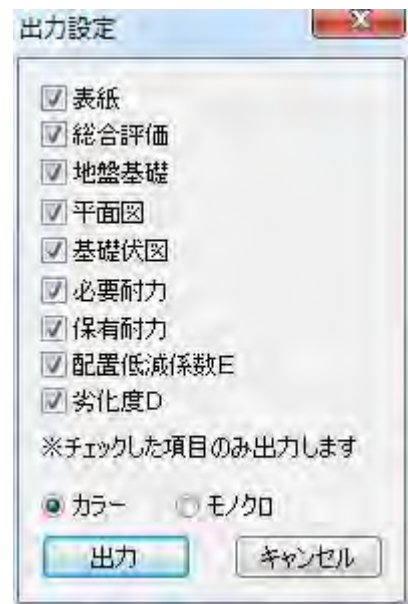 出力設定
表紙
総合評価
地盤基礎
平面図
基礎伏図
必要耐力
保有耐力
配置低減係数E
劣化度D
※チェックした項目のみ出力します
カラー モノクロ
出力 キャンセル